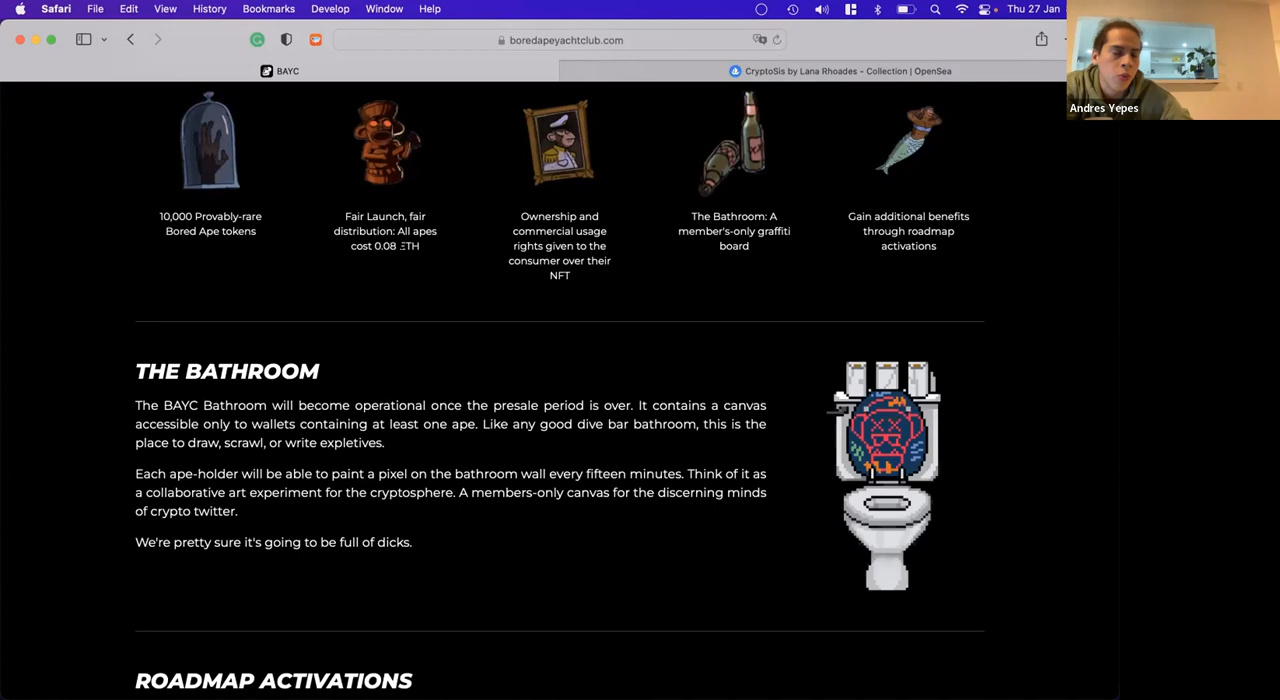 Safari File Edit View History Bookmarks Develop Window Help Thu 27 Jan
boredapeyachtclub.com
BAYC CryptoSis by Lana Rhoades - Collection | OpenSea
Andres Yepes
10,000 Provably-rare
Bored Ape tokens
Fair Launch, fair
distribution: All apes
cost 0.08 ΞTH
Ownership and
commercial usage
rights given to the
consumer over their
NFT
The Bathroom: A
member's-only graffiti
board
Gain additional benefits
through roadmap
activations
THE BATHROOM
The BAYC Bathroom will become operational once the presale period is over. It contains a canvas
accessible only to wallets containing at least one ape. Like any good dive bar bathroom, this is the
place to draw, scrawl, or write expletives.
Each ape-holder will be able to paint a pixel on the bathroom wall every fifteen minutes. Think of it as
a collaborative art experiment for the cryptosphere. A members-only canvas for the discerning minds
of crypto twitter.
We're pretty sure it's going to be full of dicks.
ROADMAP ACTIVATIONS